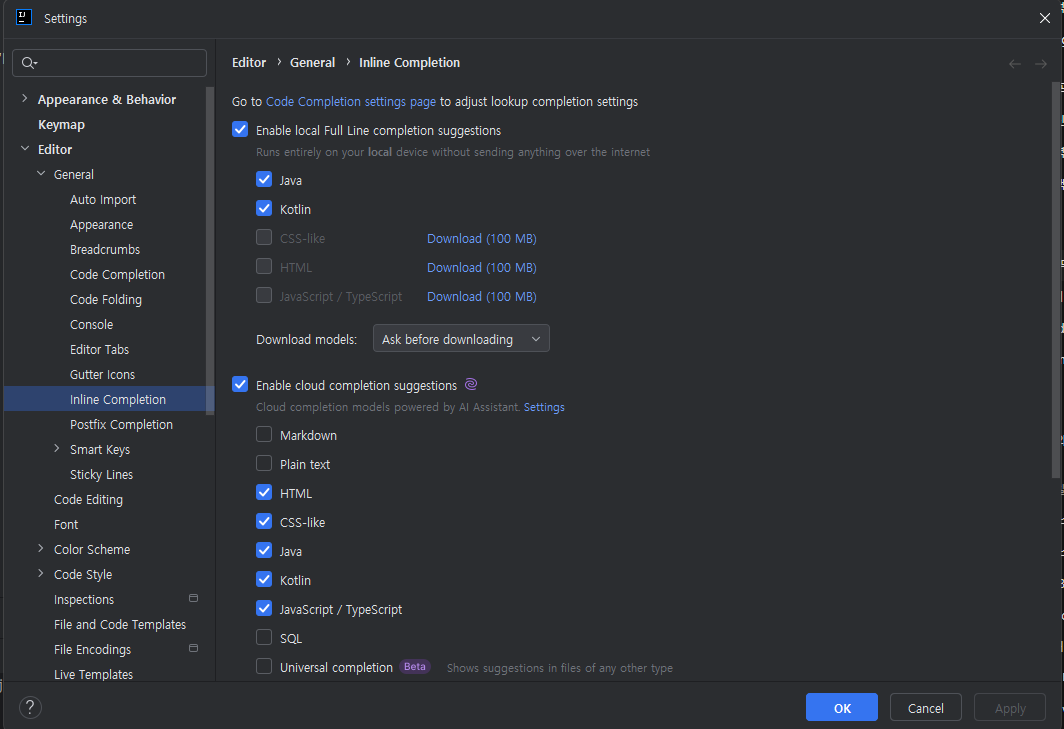 Settings
Editor › General › Inline Completion
Appearance & Behavior
Keymap
Editor
General
Auto Import
Appearance
Breadcrumbs
Code Completion
Code Folding
Console
Editor Tabs
Gutter Icons
Inline Completion
Postfix Completion
Smart Keys
Sticky Lines
Code Editing
Font
Color Scheme
Code Style
Inspections
File and Code Templates
File Encodings
Live Templates
Go to Code Completion settings page to adjust lookup completion settings
Enable local Full Line completion suggestions
Runs entirely on your local device without sending anything over the internet
Java
Kotlin
CSS-like Download (100 MB)
HTML Download (100 MB)
JavaScript / TypeScript Download (100 MB)
Download models: Ask before downloading
Enable cloud completion suggestions
Cloud completion models powered by AI Assistant. Settings
Markdown
Plain text
HTML
CSS-like
Java
Kotlin
JavaScript / TypeScript
SQL
Universal completion Beta Shows suggestions in files of any other type
? OK Cancel Apply